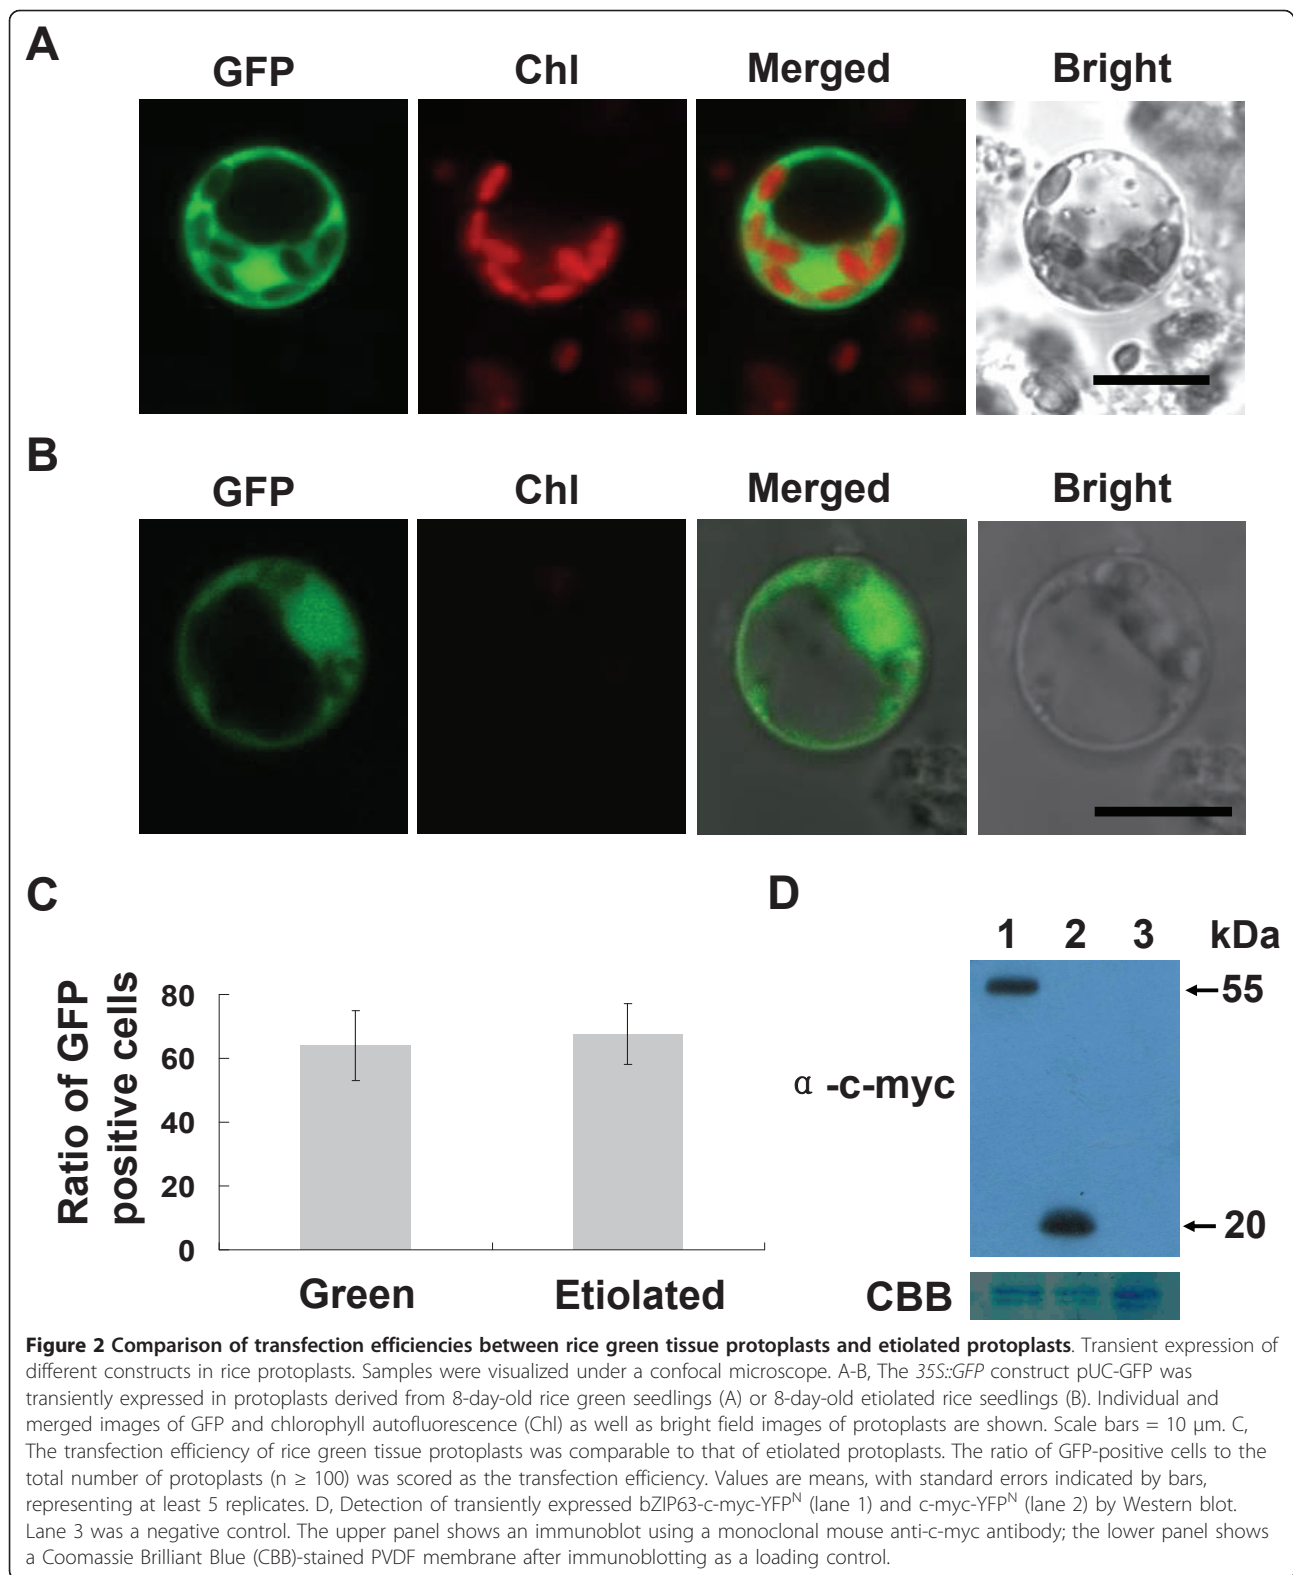 A
GFP Chl Merged Bright
B
GFP Chl Merged Bright
C
Ratio of GFP
positive cells
80
60
40
20
0
Green Etiolated
D
1 2 3 kDa
55
α -c-myc
20
CBB
Figure 2 Comparison of transfection efficiencies between rice green tissue protoplasts and etiolated protoplasts. Transient expression of
different constructs in rice protoplasts. Samples were visualized under a confocal microscope. A-B, The 35S::GFP construct pUC-GFP was
transiently expressed in protoplasts derived from 8-day-old rice green seedlings (A) or 8-day-old etiolated rice seedlings (B). Individual and
merged images of GFP and chlorophyll autofluorescence (Chl) as well as bright field images of protoplasts are shown. Scale bars = 10 μm. C,
The transfection efficiency of rice green tissue protoplasts was comparable to that of etiolated protoplasts. The ratio of GFP-positive cells to the
total number of protoplasts (n ≥ 100) was scored as the transfection efficiency. Values are means, with standard errors indicated by bars,
representing at least 5 replicates. D, Detection of transiently expressed bZIP63-c-myc-YFPᴺ (lane 1) and c-myc-YFPᴺ (lane 2) by Western blot.
Lane 3 was a negative control. The upper panel shows an immunoblot using a monoclonal mouse anti-c-myc antibody; the lower panel shows
a Coomassie Brilliant Blue (CBB)-stained PVDF membrane after immunoblotting as a loading control.